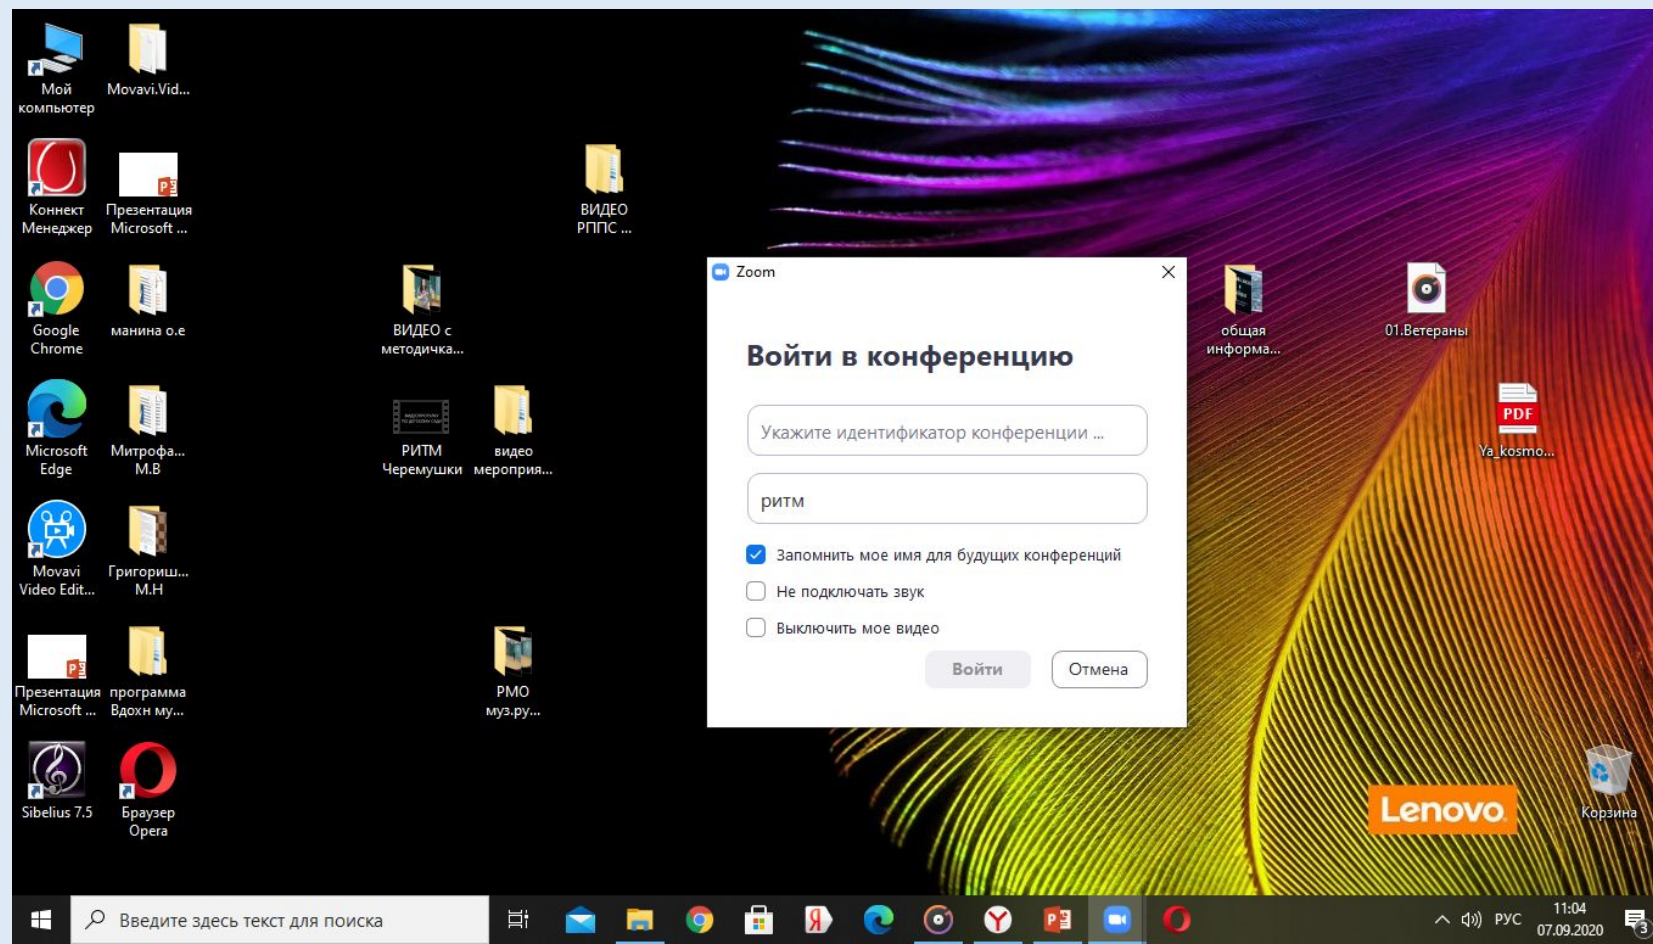 Мой
компьютер
Movavi.Vid...
Коннект
Менеджер
Презентация
Microsoft ...
ВИДЕО
РППС ...
Google
Chrome
манина о.е
ВИДЕО с
методичка...
Microsoft
Edge
Митрофа...
М.В
РИТМ
Черемушки
видео
мероприя...
Movavi
Video Edit...
Григориш...
М.Н
Презентация
Microsoft ...
программа
Вдохн му...
РМО
муз.ру...
Sibelius 7.5
Браузер
Opera
Zoom
Войти в конференцию
Укажите идентификатор конференции ...
ритм
Запомнить мое имя для будущих конференций
Не подключать звук
Выключить мое видео
Войти
Отмена
общая
информа...
01.Ветераны
PDF
Ya_kosmo...
Lenovo
Корзина
Введите здесь текст для поиска
РУС
11:04
07.09.2020
3